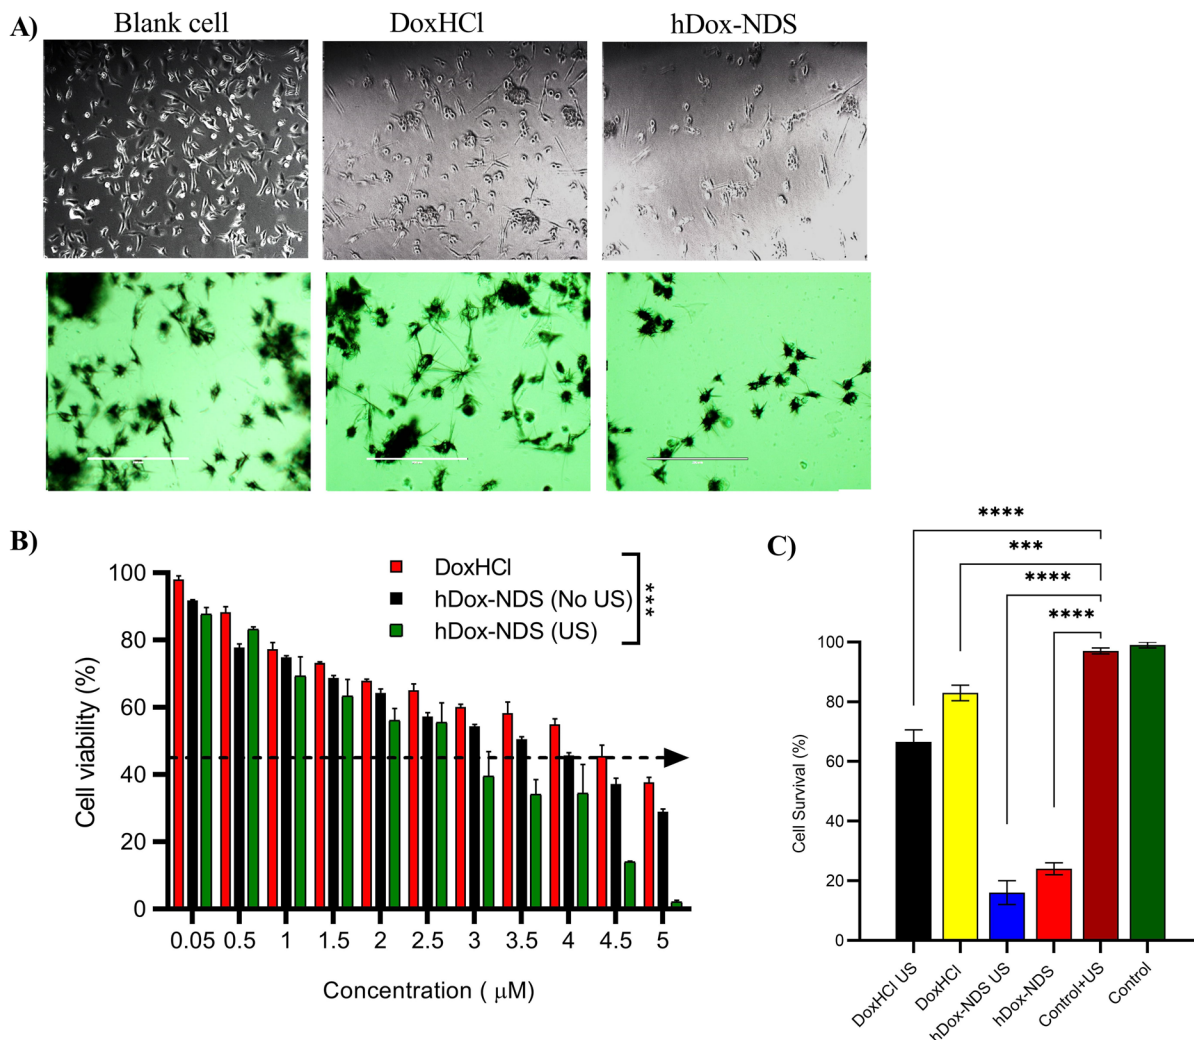 A)
Blank cell
DoxHCl
hDox-NDS
B)
100
80
60
40
20
0
Cell viability (%)
DoxHCl
hDox-NDS (No US)
hDox-NDS (US)
***
0.05 0.5 1 1.5 2 2.5 3 3.5 4 4.5 5
Concentration ( μM)
C)
****
***
****
****
100
80
60
40
20
0
Cell Survival (%)
DoxHCl US
DoxHCl
hDox-NDS US
hDox-NDS
Control+US
Control